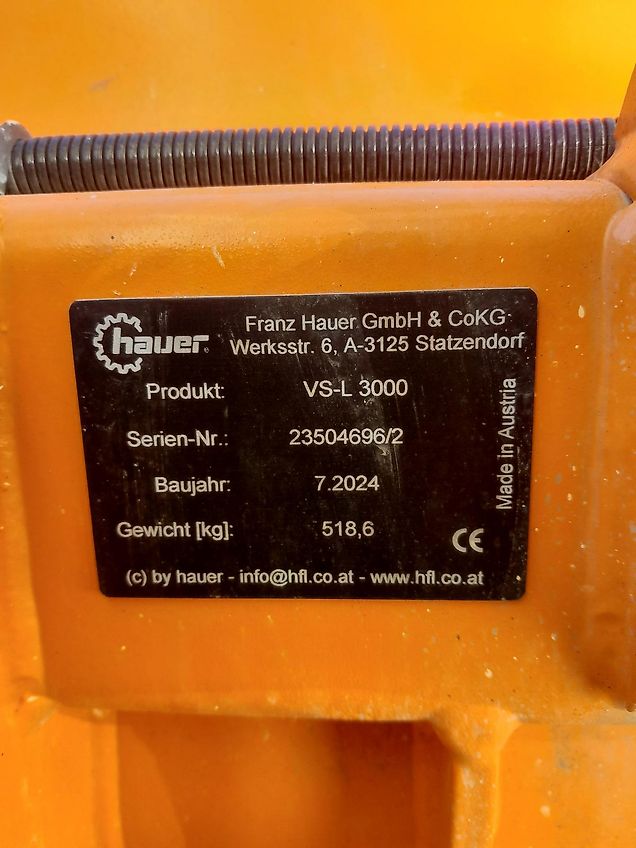 hauer
Franz Hauer GmbH & CoKG
Werksstr. 6, A-3125 Statzendorf
Produkt: VS-L 3000
Serien-Nr.: 23504696/2
Baujahr: 7.2024
Gewicht [kg]: 518,6
Made in Austria
CE
(c) by hauer - info@hfl.co.at - www.hfl.co.at